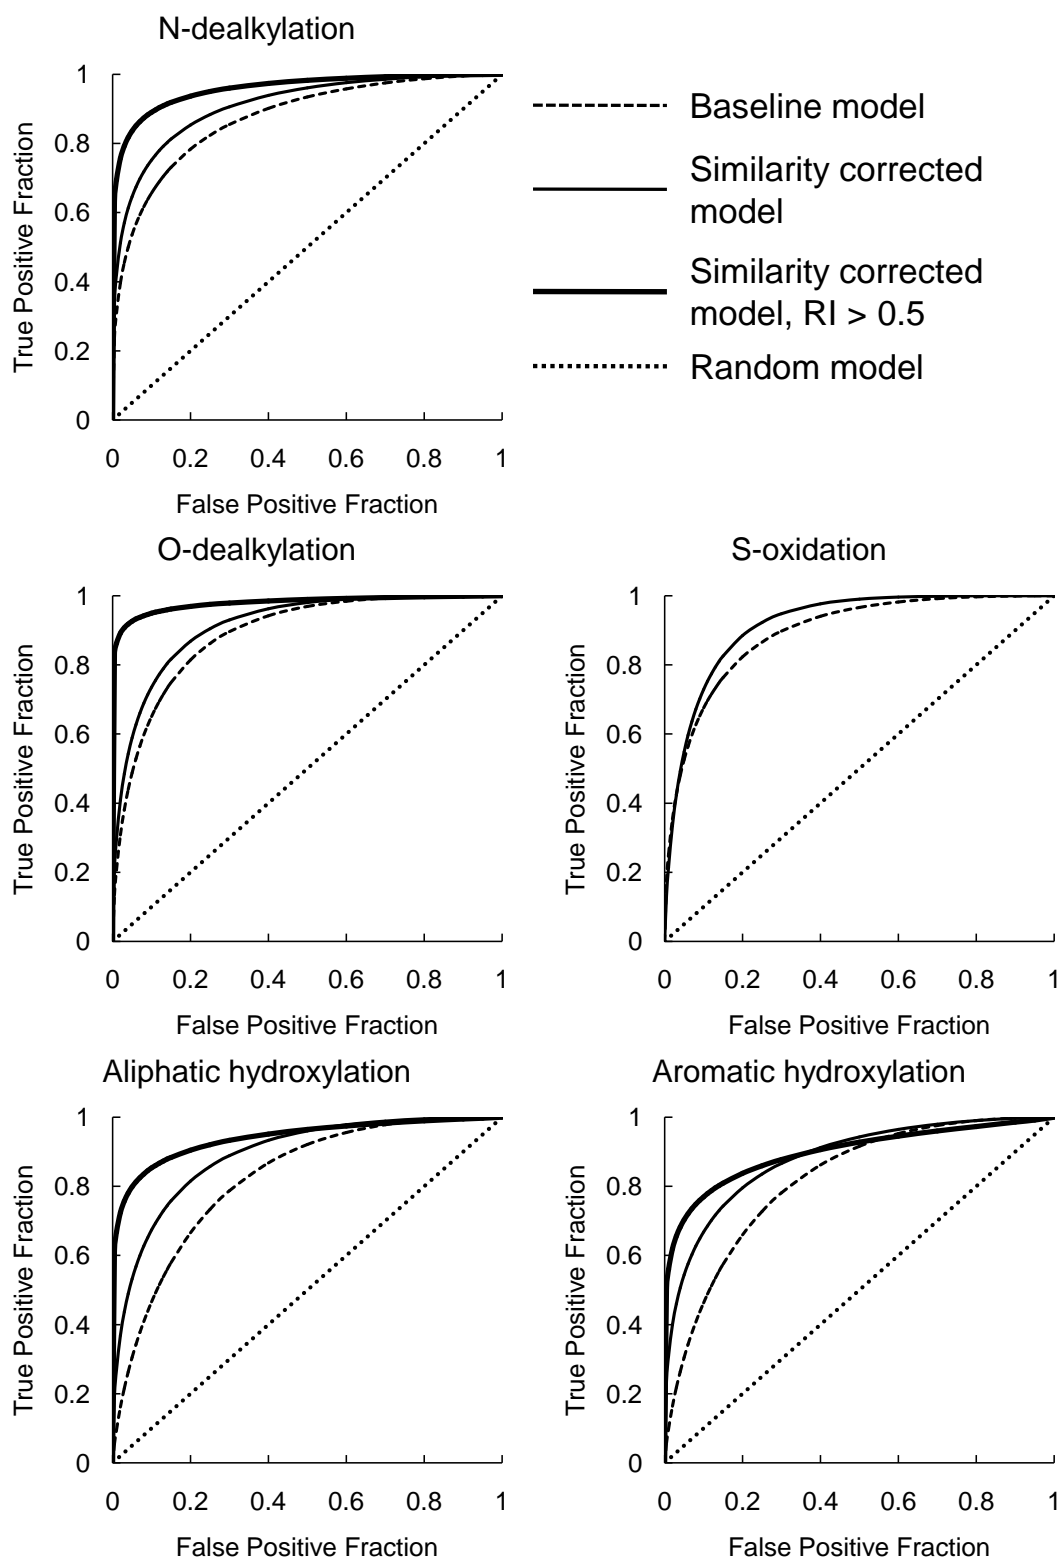 N-dealkylation
1
0.8
0.6
0.4
0.2
0
True Positive Fraction
0 0.2 0.4 0.6 0.8 1
False Positive Fraction
Baseline model
Similarity corrected
model
Similarity corrected
model, RI > 0.5
Random model
O-dealkylation
1
0.8
0.6
0.4
0.2
0
True Positive Fraction
0 0.2 0.4 0.6 0.8 1
False Positive Fraction
S-oxidation
1
0.8
0.6
0.4
0.2
0
True Positive Fraction
0 0.2 0.4 0.6 0.8 1
False Positive Fraction
Aliphatic hydroxylation
1
0.8
0.6
0.4
0.2
0
True Positive Fraction
0 0.2 0.4 0.6 0.8 1
False Positive Fraction
Aromatic hydroxylation
1
0.8
0.6
0.4
0.2
0
True Positive Fraction
0 0.2 0.4 0.6 0.8 1
False Positive Fraction